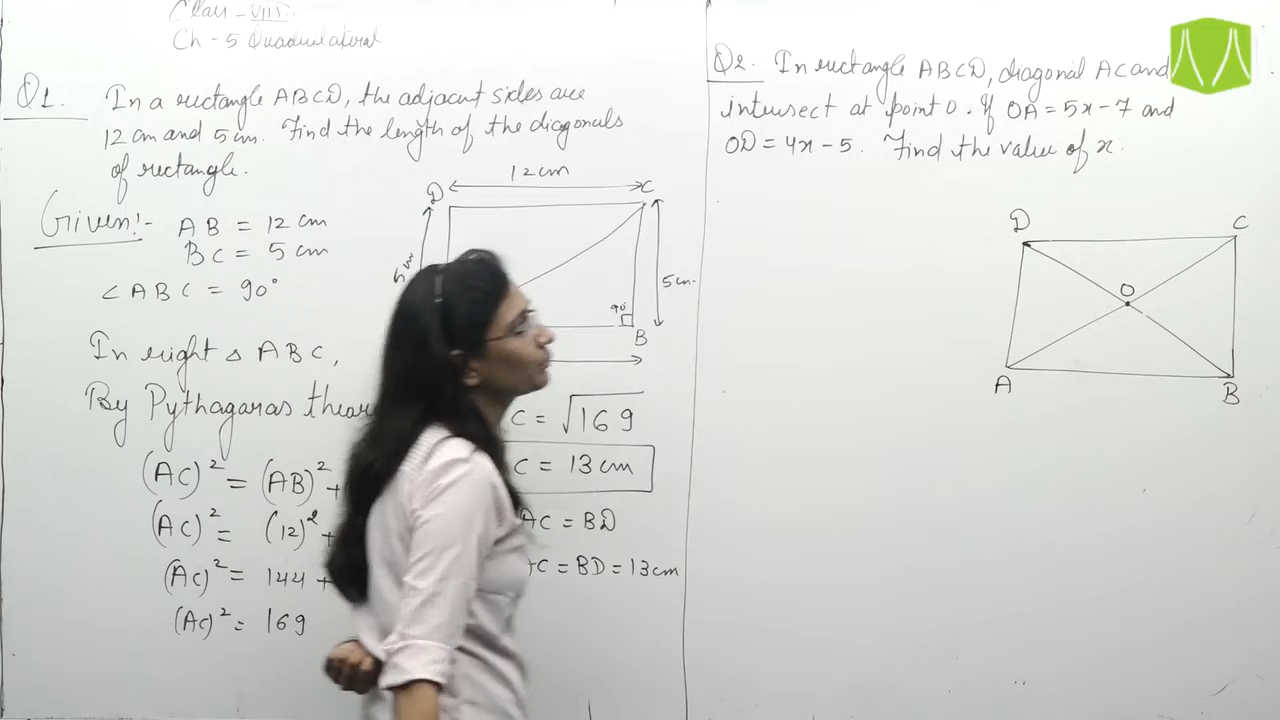 Class - VIII
Ch - 5 Quadrilateral
Q1. In a rectangle ABCD, the adjacent sides are
12 cm and 5 cm. Find the length of the diagonals
of rectangle.
Given:- AB = 12 cm
BC = 5 cm
∠ABC = 90°
In right △ ABC,
By Pythagaras
(AC)² = (AB)² +
(AC)² = (12)² +
(AC)² = 144 +
(AC)² = 169
12 cm
D
C
5 cm
90°
B
C = √169
C = 13 cm
AC = BD
C = BD = 13 cm
Q2. In rectangle ABCD, diagonal AC and
intersect at point O. If OA = 5x - 7 and
OD = 4x - 5. Find the value of x.
D
C
O
A
B